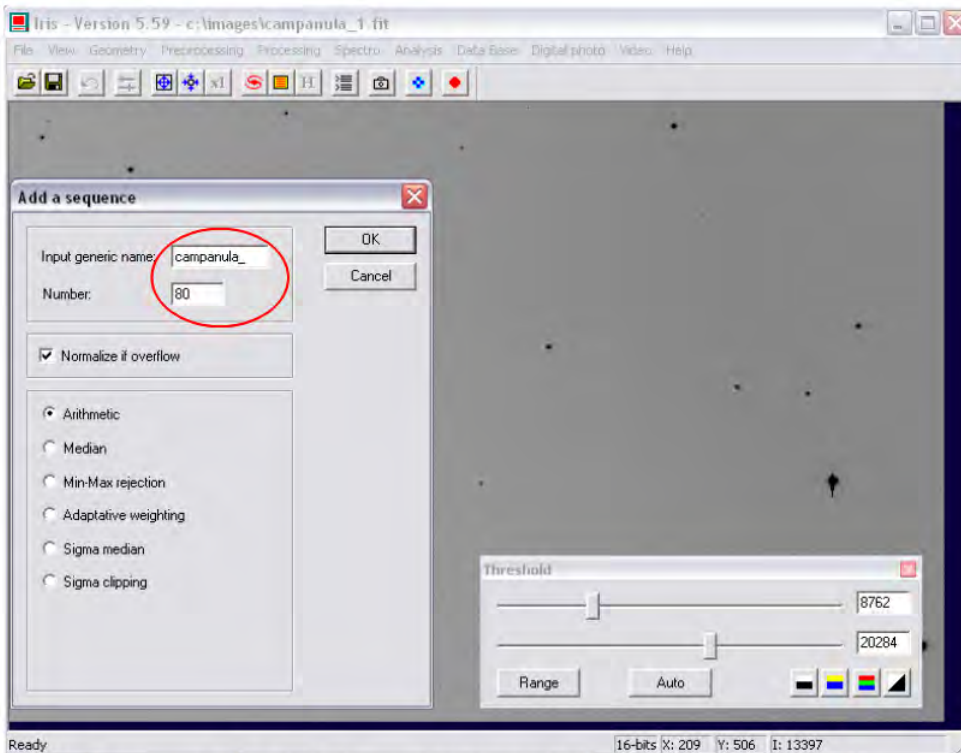 Iris - Version 5.59 - c:\images\campanula_1.fit
File View Geometry Preprocessing Processing Spectro Analysis Data Base Digital photo Video Help
x1 H
Add a sequence
Input generic name: campanula_
OK
Number: 80
Cancel
Normalize if overflow
Arithmetic
Median
Min-Max rejection
Adaptative weighting
Sigma median
Sigma clipping
Threshold
8762
20284
Range Auto
Ready 16-bits X: 209 Y: 506 I: 13397